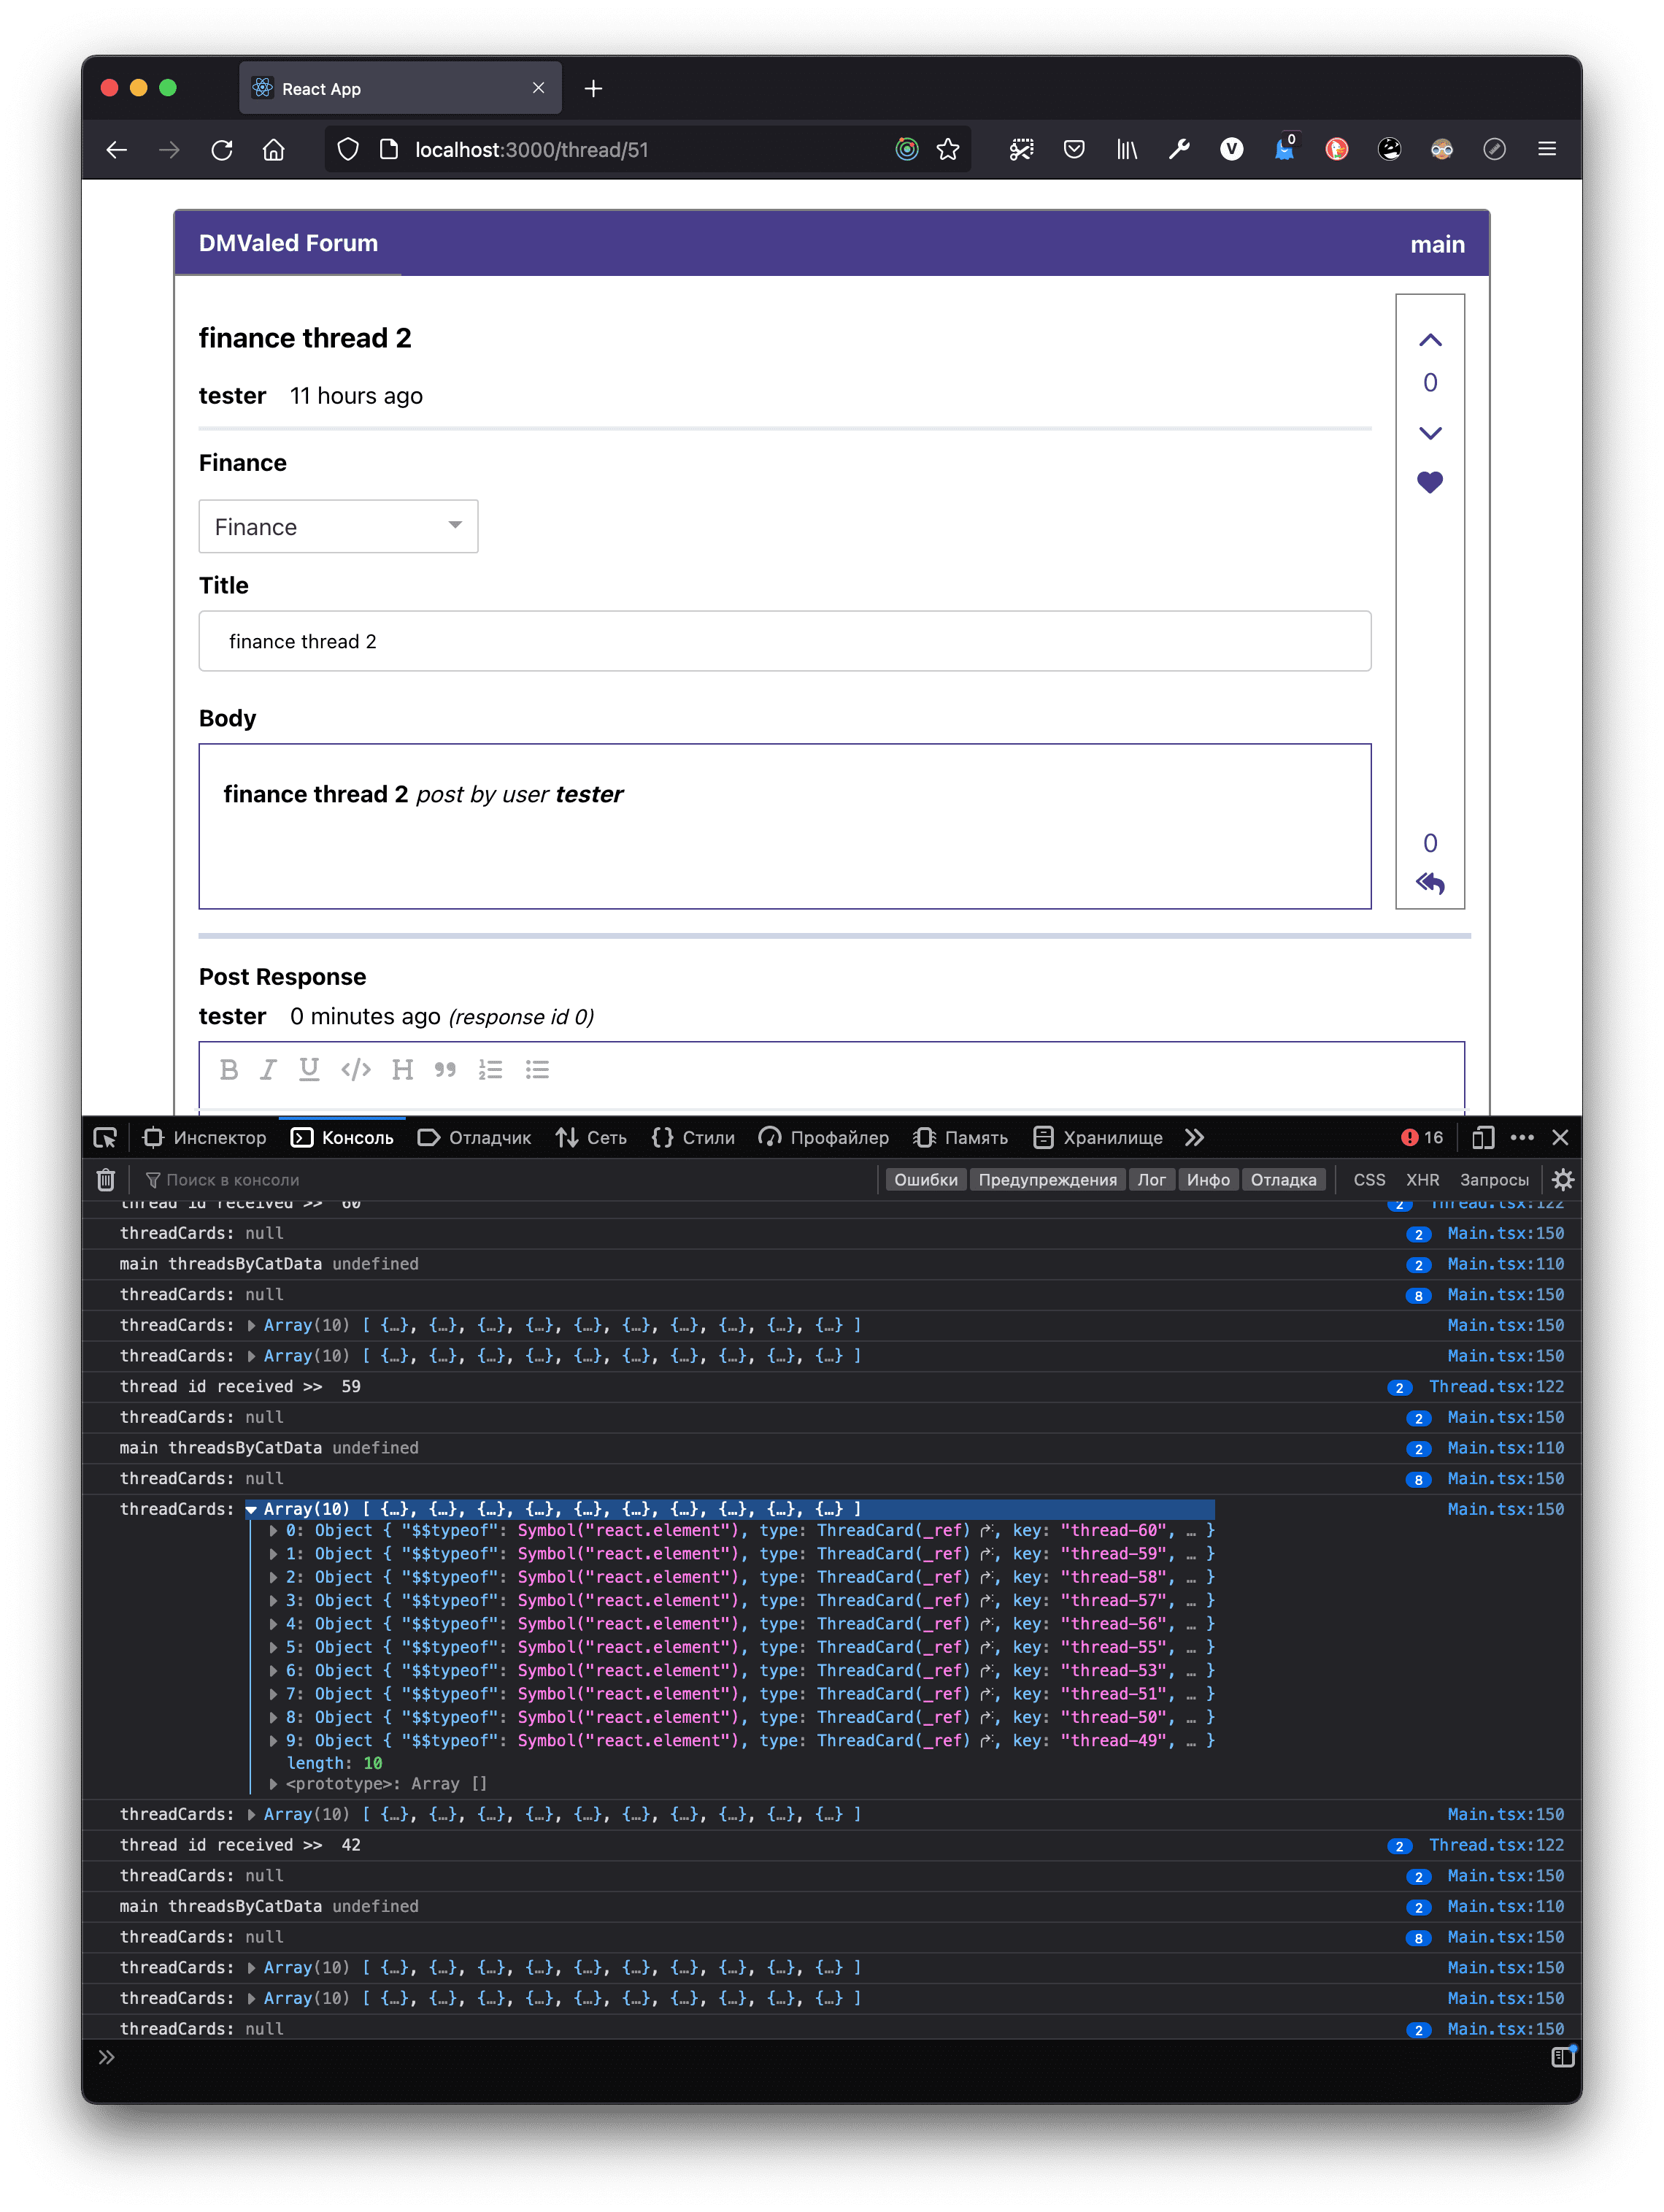 React App
localhost:3000/thread/51
0
DMValed Forum
main
finance thread 2
tester 11 hours ago
0
Finance
Finance
Title
finance thread 2
Body
finance thread 2 post by user tester
0
Post Response
tester 0 minutes ago (response id 0)
Инспектор Консоль Отладчик Сеть Стили Профайлер Память Хранилище 16
Поиск в консоли Ошибки Предупреждения Лог Инфо Отладка CSS XHR Запросы
thread id received >> 60 2 Thread.tsx:122
threadCards: null 2 Main.tsx:150
main threadsByCatData undefined 2 Main.tsx:110
threadCards: null 8 Main.tsx:150
threadCards: Array(10) [ {…}, {…}, {…}, {…}, {…}, {…}, {…}, {…}, {…}, {…} ] Main.tsx:150
threadCards: Array(10) [ {…}, {…}, {…}, {…}, {…}, {…}, {…}, {…}, {…}, {…} ] Main.tsx:150
thread id received >> 59 2 Thread.tsx:122
threadCards: null 2 Main.tsx:150
main threadsByCatData undefined 2 Main.tsx:110
threadCards: null 8 Main.tsx:150
threadCards: Array(10) [ {…}, {…}, {…}, {…}, {…}, {…}, {…}, {…}, {…}, {…} ] Main.tsx:150
0: Object { "$$typeof": Symbol("react.element"), type: ThreadCard(_ref), key: "thread-60", … }
1: Object { "$$typeof": Symbol("react.element"), type: ThreadCard(_ref), key: "thread-59", … }
2: Object { "$$typeof": Symbol("react.element"), type: ThreadCard(_ref), key: "thread-58", … }
3: Object { "$$typeof": Symbol("react.element"), type: ThreadCard(_ref), key: "thread-57", … }
4: Object { "$$typeof": Symbol("react.element"), type: ThreadCard(_ref), key: "thread-56", … }
5: Object { "$$typeof": Symbol("react.element"), type: ThreadCard(_ref), key: "thread-55", … }
6: Object { "$$typeof": Symbol("react.element"), type: ThreadCard(_ref), key: "thread-53", … }
7: Object { "$$typeof": Symbol("react.element"), type: ThreadCard(_ref), key: "thread-51", … }
8: Object { "$$typeof": Symbol("react.element"), type: ThreadCard(_ref), key: "thread-50", … }
9: Object { "$$typeof": Symbol("react.element"), type: ThreadCard(_ref), key: "thread-49", … }
length: 10
<prototype>: Array []
threadCards: Array(10) [ {…}, {…}, {…}, {…}, {…}, {…}, {…}, {…}, {…}, {…} ] Main.tsx:150
thread id received >> 42 2 Thread.tsx:122
threadCards: null 2 Main.tsx:150
main threadsByCatData undefined 2 Main.tsx:110
threadCards: null 8 Main.tsx:150
threadCards: Array(10) [ {…}, {…}, {…}, {…}, {…}, {…}, {…}, {…}, {…}, {…} ] Main.tsx:150
threadCards: Array(10) [ {…}, {…}, {…}, {…}, {…}, {…}, {…}, {…}, {…}, {…} ] Main.tsx:150
threadCards: null 2 Main.tsx:150